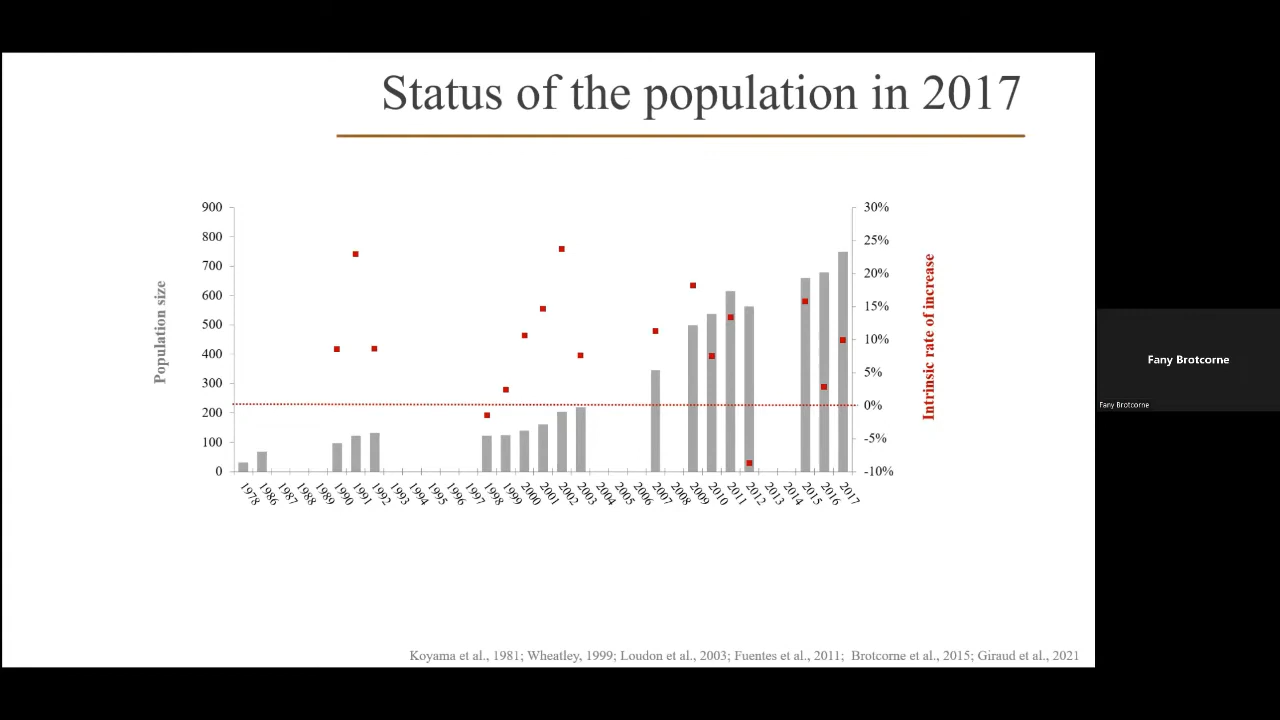 Status of the population in 2017
900
800
700
600
500
400
300
200
100
0
Population size
30%
25%
20%
15%
10%
5%
0%
-5%
-10%
Intrinsic rate of increase
1978 1986 1987 1988 1989 1990 1991 1992 1993 1994 1995 1996 1997 1998 1999 2000 2001 2002 2003 2004 2005 2006 2007 2008 2009 2010 2011 2012 2013 2014 2015 2016 2017
Koyama et al., 1981; Wheatley, 1999; Loudon et al., 2003; Fuentes et al., 2011; Brotcorne et al., 2015; Giraud et al., 2021
Fany Brotcorne
Fany Brotcorne